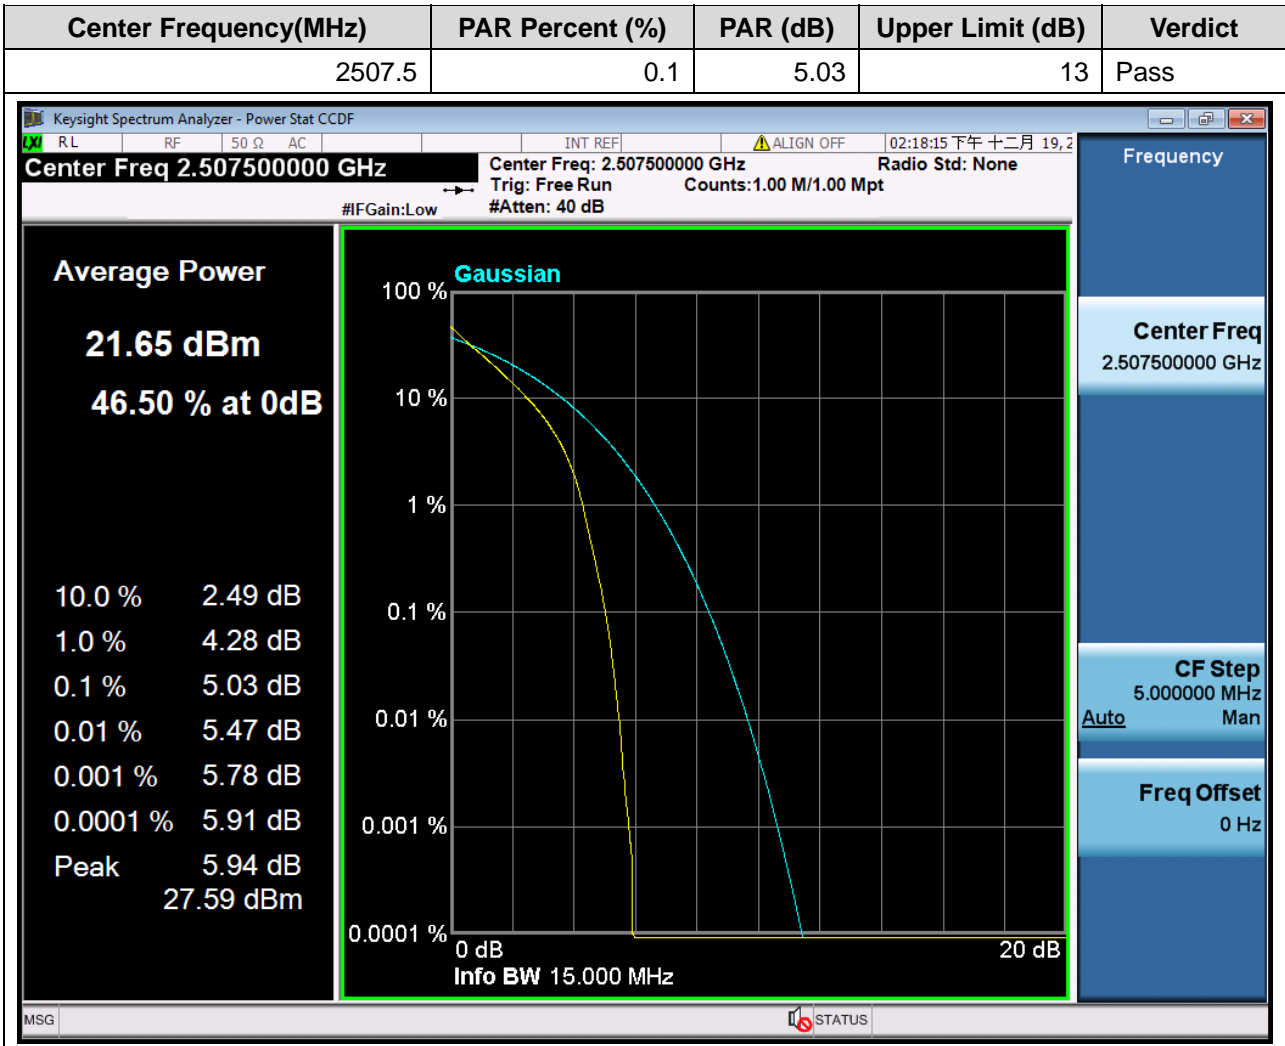 Center Frequency(MHz) PAR Percent (%) PAR (dB) Upper Limit (dB) Verdict
2507.5 0.1 5.03 13 Pass
Keysight Spectrum Analyzer - Power Stat CCDF
LXI RL RF 50 Ω AC INT REF ALIGN OFF 02:18:15 下午 十二月 19, 2
Center Freq 2.507500000 GHz
Center Freq: 2.507500000 GHz Radio Std: None
Trig: Free Run Counts:1.00 M/1.00 Mpt
#IFGain:Low #Atten: 40 dB
Average Power
21.65 dBm
46.50 % at 0dB
10.0 % 2.49 dB
1.0 % 4.28 dB
0.1 % 5.03 dB
0.01 % 5.47 dB
0.001 % 5.78 dB
0.0001 % 5.91 dB
Peak 5.94 dB
27.59 dBm
Gaussian
100 %
10 %
1 %
0.1 %
0.01 %
0.001 %
0.0001 %
0 dB 20 dB
Info BW 15.000 MHz
Frequency
Center Freq
2.507500000 GHz
CF Step
5.000000 MHz
Auto Man
Freq Offset
0 Hz
MSG STATUS